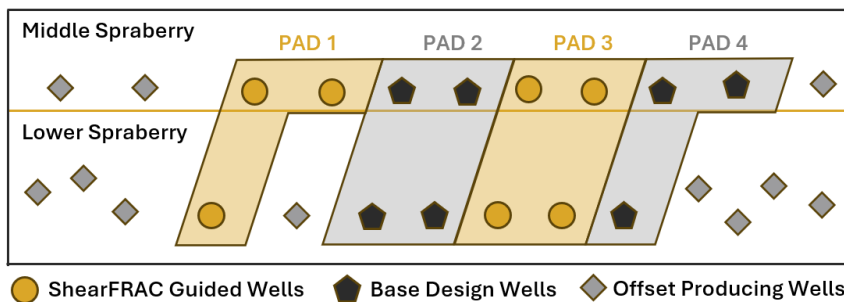 Middle Spraberry
PAD 1 PAD 2 PAD 3 PAD 4
Lower Spraberry
ShearFRAC Guided Wells Base Design Wells Offset Producing Wells